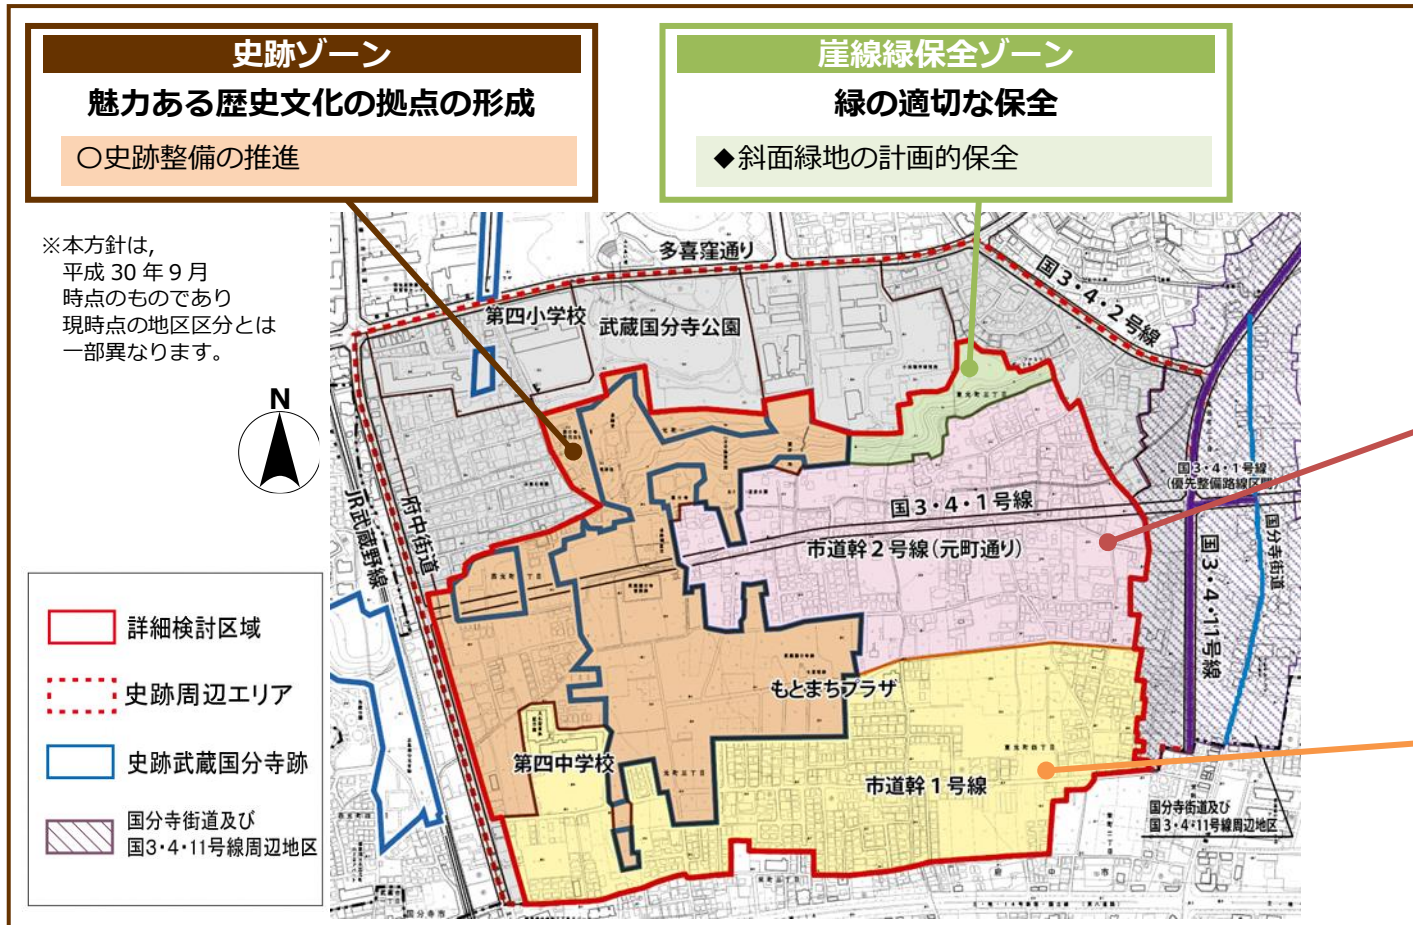 史跡ゾーン
魅力ある歴史文化の拠点の形成
〇史跡整備の推進
崖線緑保全ゾーン
緑の適切な保全
◆斜面緑地の計画的保全
※本方針は，
平成 30 年 9 月
時点のものであり
現時点の地区区分とは
一部異なります。
N
多喜窪通り
国3・4・2号線
第四小学校
武蔵国分寺公園
府中街道
JR武蔵野線
国3・4・1号線
(優先整備路線区間)
国3・4・1号線
市道幹2号線(元町通り)
国分寺街道
国3・4・11号線
もとまちプラザ
第四中学校
市道幹1号線
国分寺街道及び
国3・4・11号線周辺地区
詳細検討区域
史跡周辺エリア
史跡武蔵国分寺跡
国分寺街道及び
国3・4・11号線周辺地区